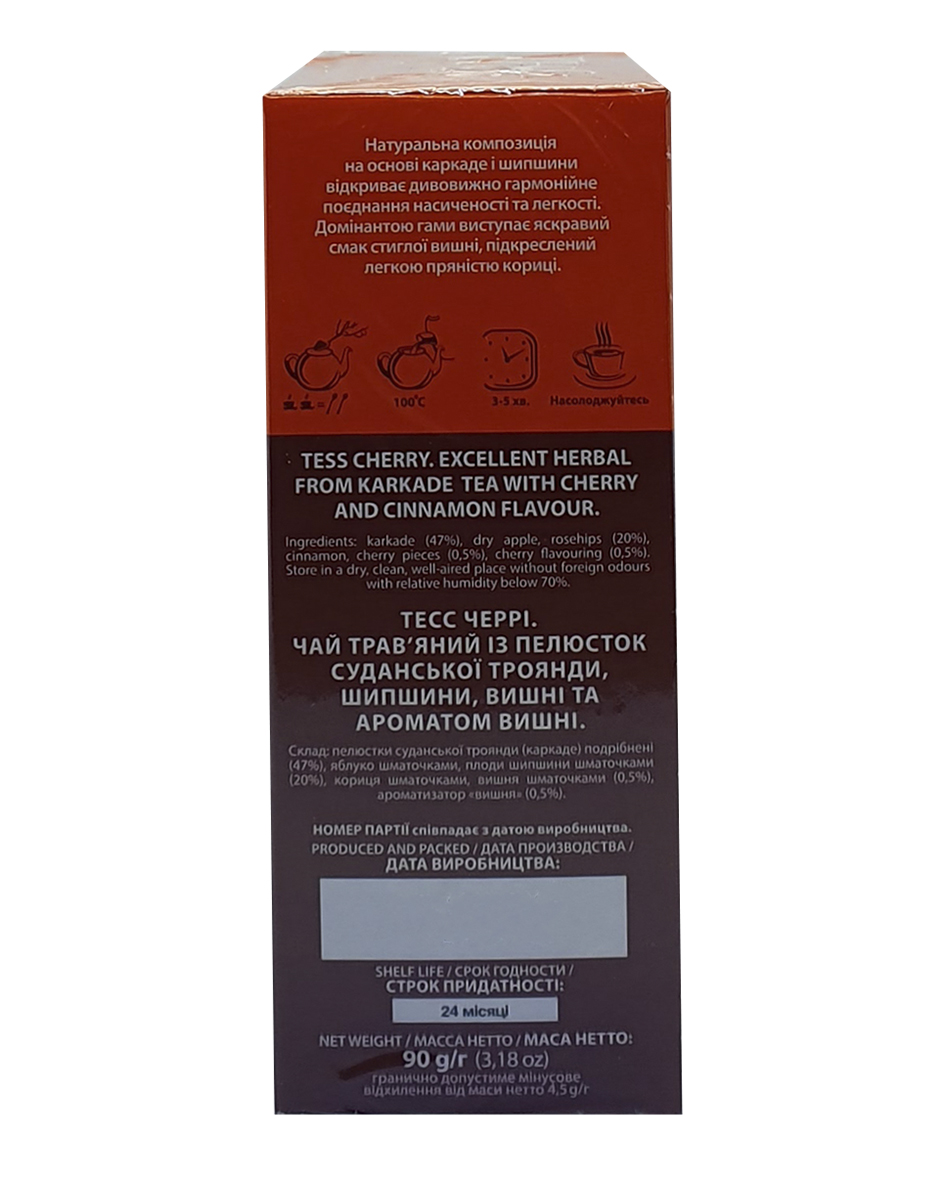 Натуральна композиція
на основі каркаде і шипшини
відкриває дивовижно гармонійне
поєднання насиченості та легкості.
Домінантою гами виступає яскравий
смак стиглої вишні, підкреслений
легкою пряністю кориці.
100°C
3-5 хв.
Насолоджуйтесь
TESS CHERRY. EXCELLENT HERBAL
FROM KARKADE TEA WITH CHERRY
AND CINNAMON FLAVOUR.
Ingredients: karkade (47%), dry apple, rosehips (20%),
cinnamon, cherry pieces (0,5%), cherry flavouring (0,5%).
Store in a dry, clean, well-aired place without foreign odours
with relative humidity below 70%.
ТЕСС ЧЕРРІ.
ЧАЙ ТРАВ’ЯНИЙ ІЗ ПЕЛЮСТОК
СУДАНСЬКОЇ ТРОЯНДИ,
ШИПШИНИ, ВИШНІ ТА
АРОМАТОМ ВИШНІ.
Склад: пелюстки суданської троянди (каркаде) подрібнені
(47%), яблуко шматочками, плоди шипшини шматочками
(20%), кориця шматочками, вишня шматочками (0,5%),
ароматизатор «вишня» (0,5%).
НОМЕР ПАРТІЇ співпадає з датою виробництва.
PRODUCED AND PACKED / ДАТА ПРОИЗВОДСТВА /
ДАТА ВИРОБНИЦТВА:
SHELF LIFE / СРОК ГОДНОСТИ /
СТРОК ПРИДАТНОСТІ:
24 місяці
NET WEIGHT / МАССА НЕТТО / МАСА НЕТТО:
90 g/г (3,18 oz)
гранично допустиме мінусове
відхилення від маси нетто 4,5 g/г